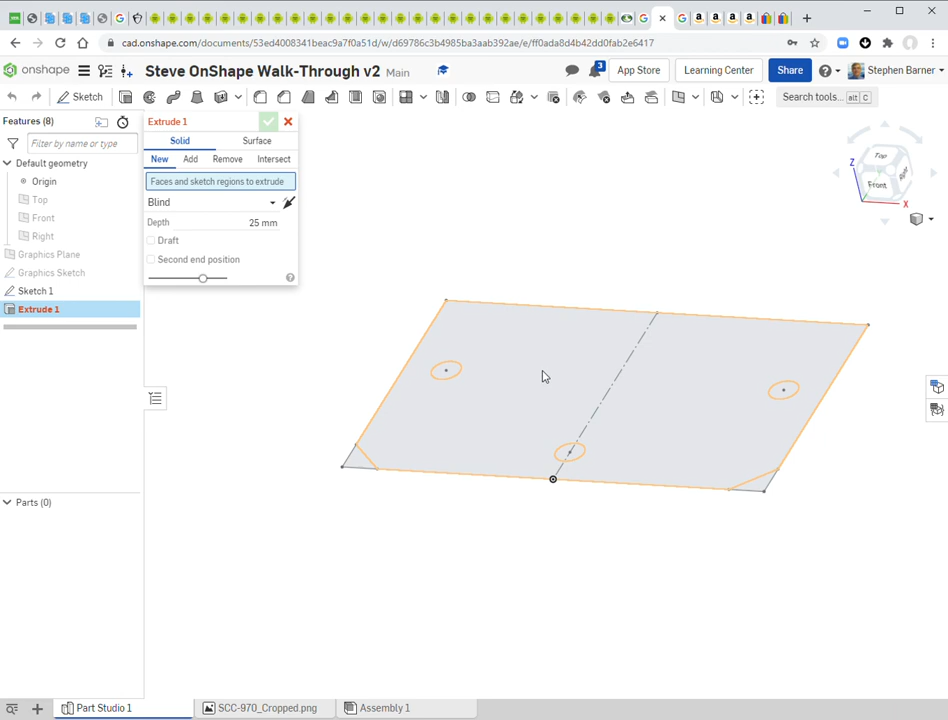 cad.onshape.com/documents/53ed4008341beac9a7f0a51d/w/d69786c3b4985ba3aab392ae/e/ff0ada8d4b42dd0fab2e6417
onshape Steve OnShape Walk-Through v2 Main 3 App Store Learning Center Share Stephen Barner
Sketch Search tools... alt C
Features (8)
Filter by name or type
Default geometry
Origin
Top
Front
Right
Graphics Plane
Graphics Sketch
Sketch 1
Extrude 1
Parts (0)
Extrude 1
Solid Surface
New Add Remove Intersect
Faces and sketch regions to extrude
Blind
Depth 25 mm
Draft
Second end position
Top
Front
Right
Z
X
Part Studio 1 SCC-970_Cropped.png Assembly 1